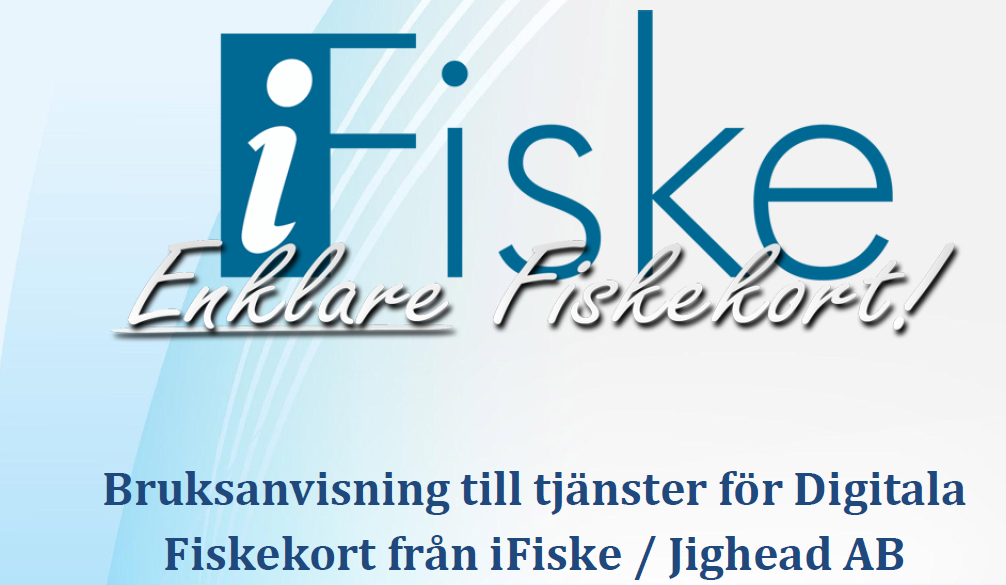 iFiske
Enklare Fiskekort!
Bruksanvisning till tjänster för Digitala
Fiskekort från iFiske / Jighead AB